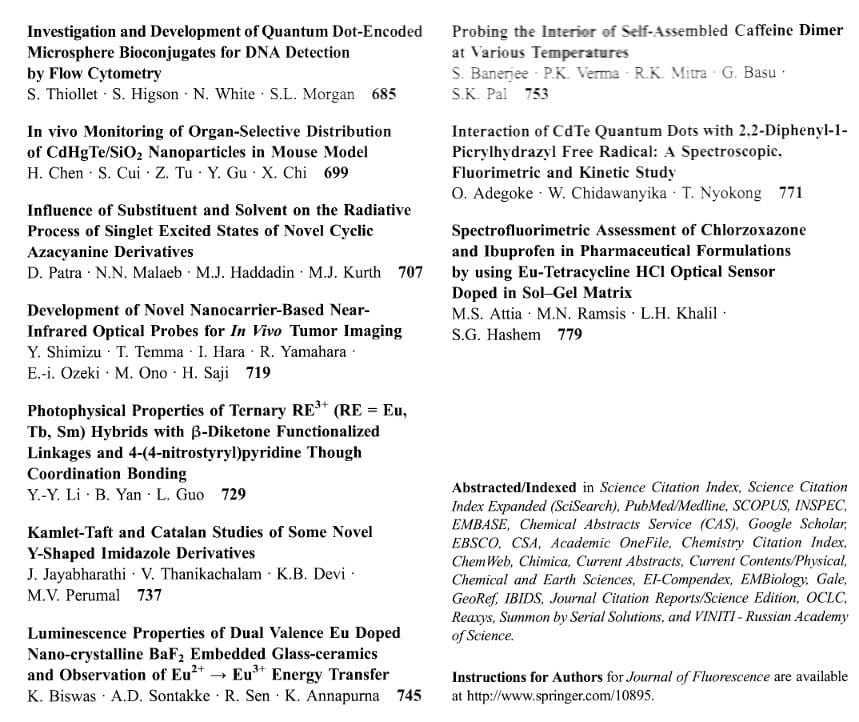 Investigation and Development of Quantum Dot-Encoded
Microsphere Bioconjugates for DNA Detection
by Flow Cytometry
S. Thiollet · S. Higson · N. White · S.L. Morgan 685
In vivo Monitoring of Organ-Selective Distribution
of CdHgTe/SiO₂ Nanoparticles in Mouse Model
H. Chen · S. Cui · Z. Tu · Y. Gu · X. Chi 699
Influence of Substituent and Solvent on the Radiative
Process of Singlet Excited States of Novel Cyclic
Azacyanine Derivatives
D. Patra · N.N. Malaeb · M.J. Haddadin · M.J. Kurth 707
Development of Novel Nanocarrier-Based Near-
Infrared Optical Probes for In Vivo Tumor Imaging
Y. Shimizu · T. Temma · I. Hara · R. Yamahara ·
E.-i. Ozeki · M. Ono · H. Saji 719
Photophysical Properties of Ternary RE³⁺ (RE = Eu,
Tb, Sm) Hybrids with β-Diketone Functionalized
Linkages and 4-(4-nitrostyryl)pyridine Though
Coordination Bonding
Y.-Y. Li · B. Yan · L. Guo 729
Kamlet-Taft and Catalan Studies of Some Novel
Y-Shaped Imidazole Derivatives
J. Jayabharathi · V. Thanikachalam · K.B. Devi ·
M.V. Perumal 737
Luminescence Properties of Dual Valence Eu Doped
Nano-crystalline BaF₂ Embedded Glass-ceramics
and Observation of Eu²⁺ → Eu³⁺ Energy Transfer
K. Biswas · A.D. Sontakke · R. Sen · K. Annapurna 745
Probing the Interior of Self-Assembled Caffeine Dimer
at Various Temperatures
S. Banerjee · P.K. Verma · R.K. Mitra · G. Basu ·
S.K. Pal 753
Interaction of CdTe Quantum Dots with 2,2-Diphenyl-1-
Picrylhydrazyl Free Radical: A Spectroscopic,
Fluorimetric and Kinetic Study
O. Adegoke · W. Chidawanyika · T. Nyokong 771
Spectrofluorimetric Assessment of Chlorzoxazone
and Ibuprofen in Pharmaceutical Formulations
by using Eu-Tetracycline HCl Optical Sensor
Doped in Sol–Gel Matrix
M.S. Attia · M.N. Ramsis · L.H. Khalil ·
S.G. Hashem 779
Abstracted/Indexed in Science Citation Index, Science Citation
Index Expanded (SciSearch), PubMed/Medline, SCOPUS, INSPEC,
EMBASE, Chemical Abstracts Service (CAS), Google Scholar,
EBSCO, CSA, Academic OneFile, Chemistry Citation Index,
ChemWeb, Chimica, Current Abstracts, Current Contents/Physical,
Chemical and Earth Sciences, EI-Compendex, EMBiology, Gale,
GeoRef, IBIDS, Journal Citation Reports/Science Edition, OCLC,
Reaxys, Summon by Serial Solutions, and VINITI - Russian Academy
of Science.
Instructions for Authors for Journal of Fluorescence are available
at http://www.springer.com/10895.